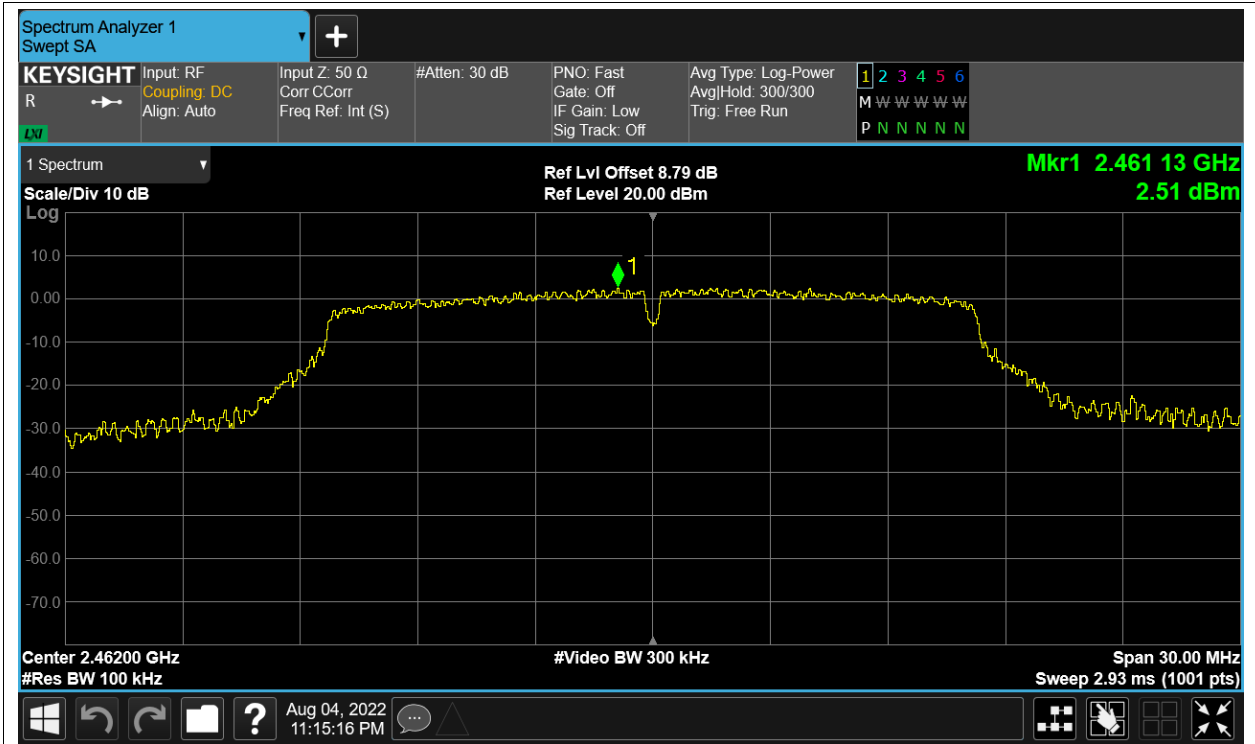 Spectrum Analyzer 1
Swept SA
+
KEYSIGHT
R
LXI
Input: RF
Coupling: DC
Align: Auto
Input Z: 50 Ω
Corr CCorr
Freq Ref: Int (S)
#Atten: 30 dB
PNO: Fast
Gate: Off
IF Gain: Low
Sig Track: Off
Avg Type: Log-Power
Avg|Hold: 300/300
Trig: Free Run
1 2 3 4 5 6
M W W W W W W
P N N N N N N
1 Spectrum
Scale/Div 10 dB
Log
Ref Lvl Offset 8.79 dB
Ref Level 20.00 dBm
Mkr1 2.461 13 GHz
2.51 dBm
1
10.0
0.00
-10.0
-20.0
-30.0
-40.0
-50.0
-60.0
-70.0
Center 2.46200 GHz
#Video BW 300 kHz
Span 30.00 MHz
#Res BW 100 kHz
Sweep 2.93 ms (1001 pts)
?
Aug 04, 2022
11:15:16 PM